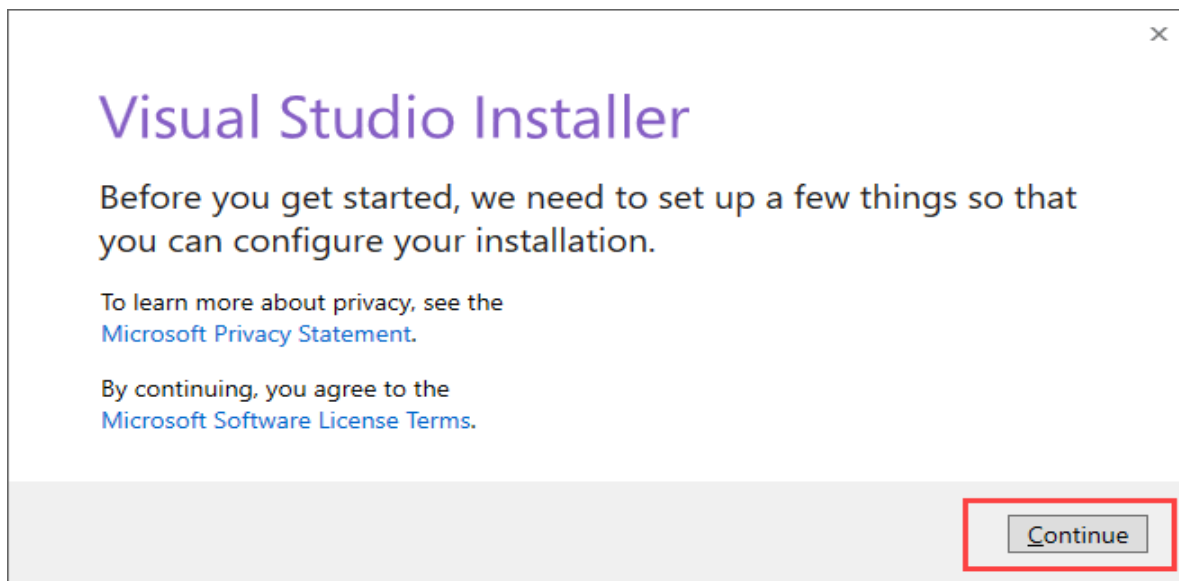 Visual Studio Installer
Before you get started, we need to set up a few things so that
you can configure your installation.
To learn more about privacy, see the
Microsoft Privacy Statement.
By continuing, you agree to the
Microsoft Software License Terms.
Continue